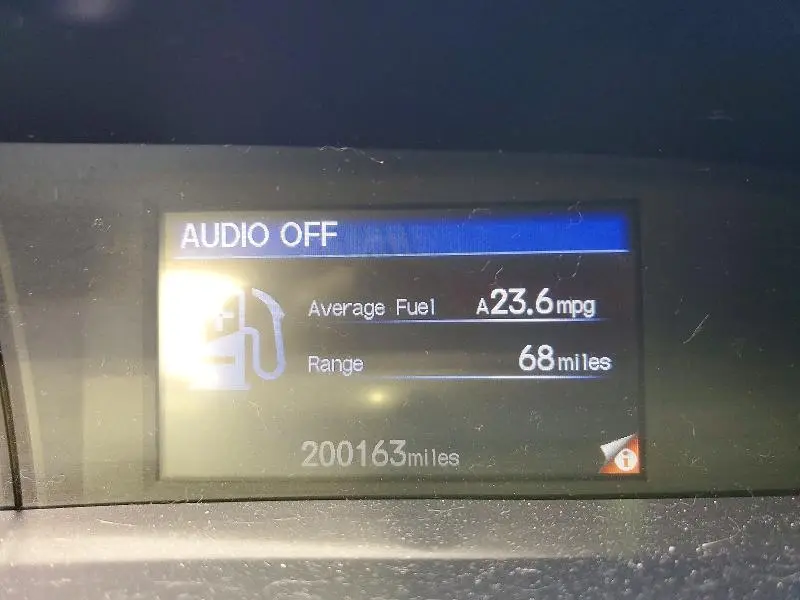 AUDIO OFF
Average Fuel A23.6mpg
Range 68miles
200163miles
i